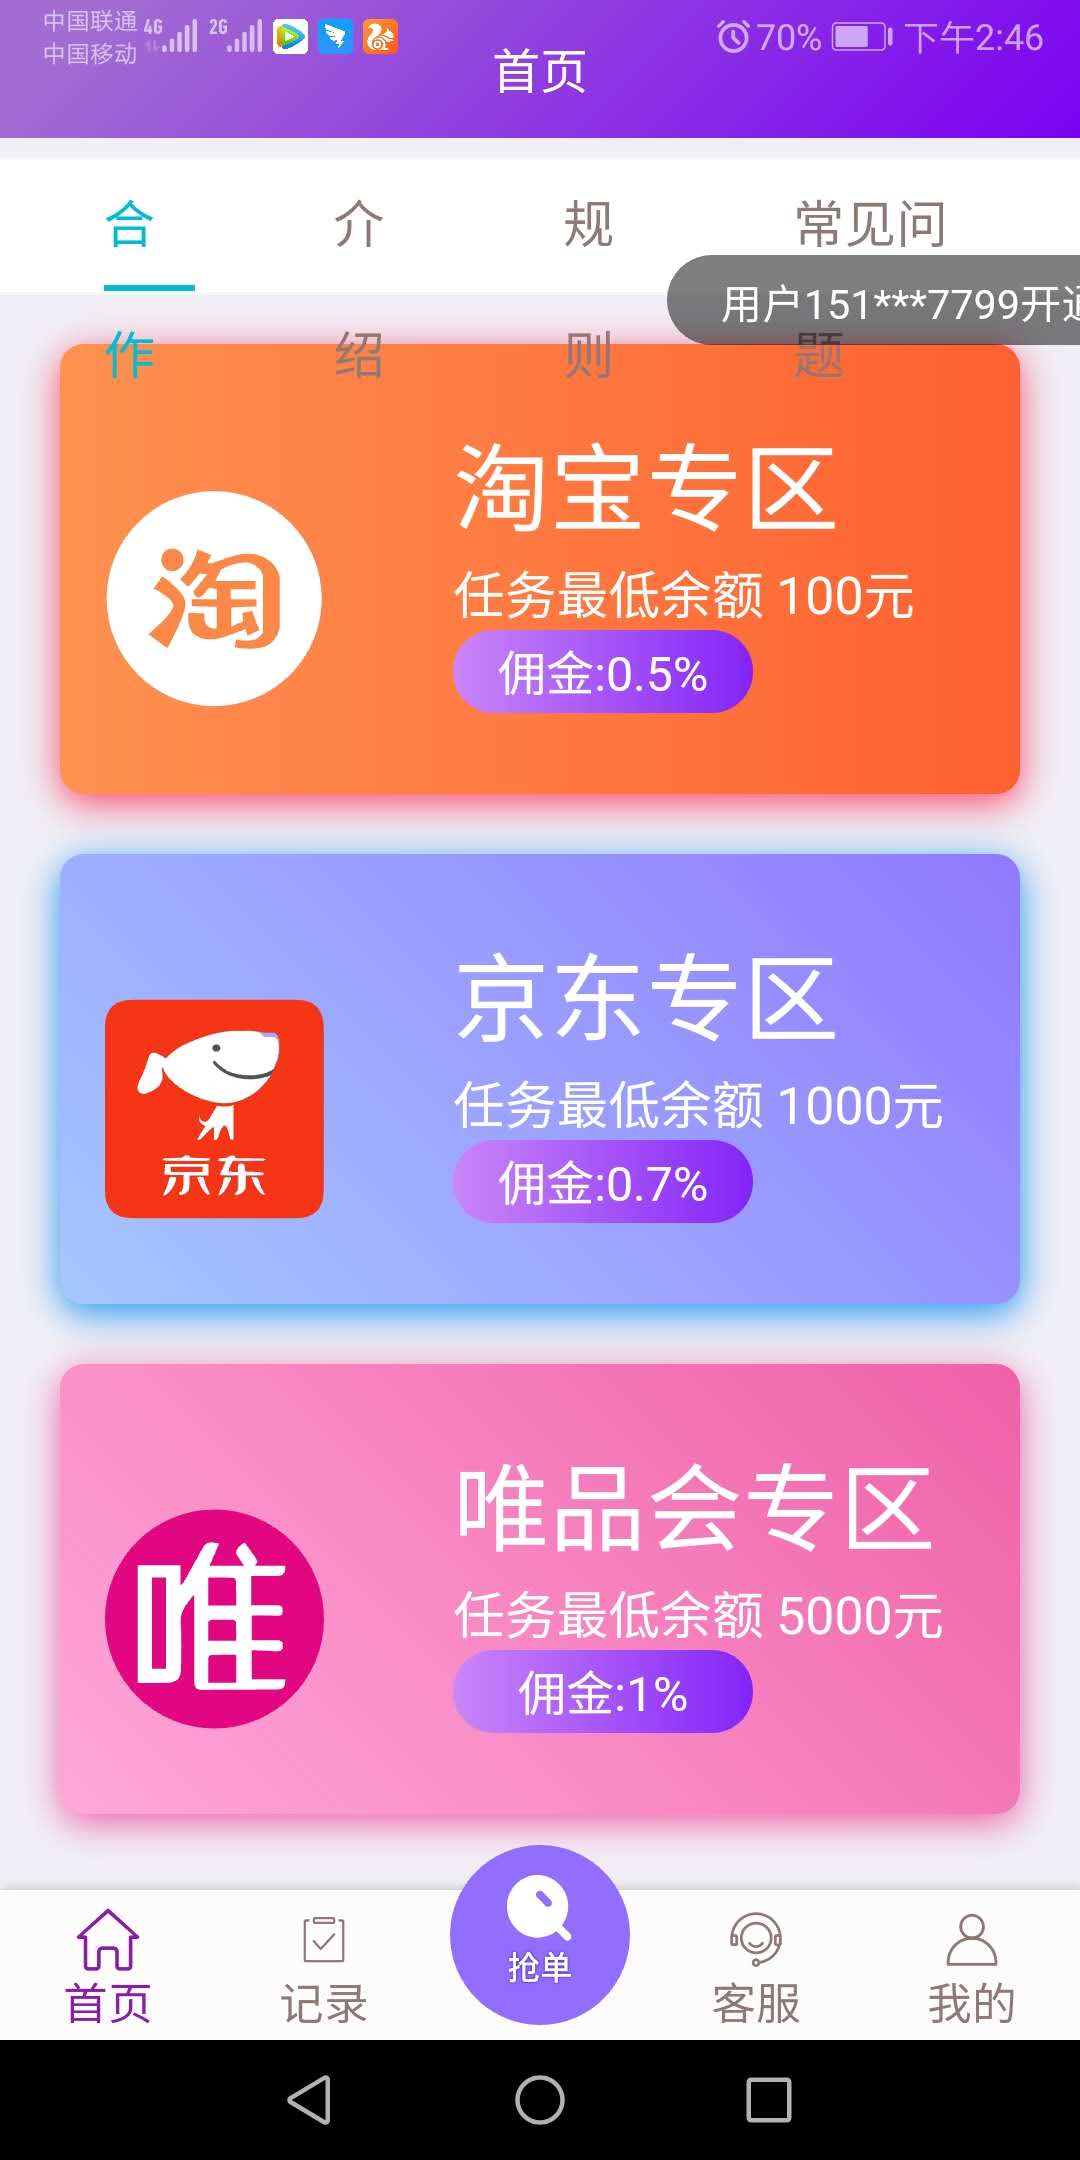 中国联通 4G 2G
中国移动
70% 下午2:46
首页
合作
介绍
规则
常见问题
用户151***7799开通
淘宝专区
淘
任务最低余额 100元
佣金:0.5%
京东专区
京东
任务最低余额 1000元
佣金:0.7%
唯品会专区
唯
任务最低余额 5000元
佣金:1%
首页
记录
抢单
客服
我的